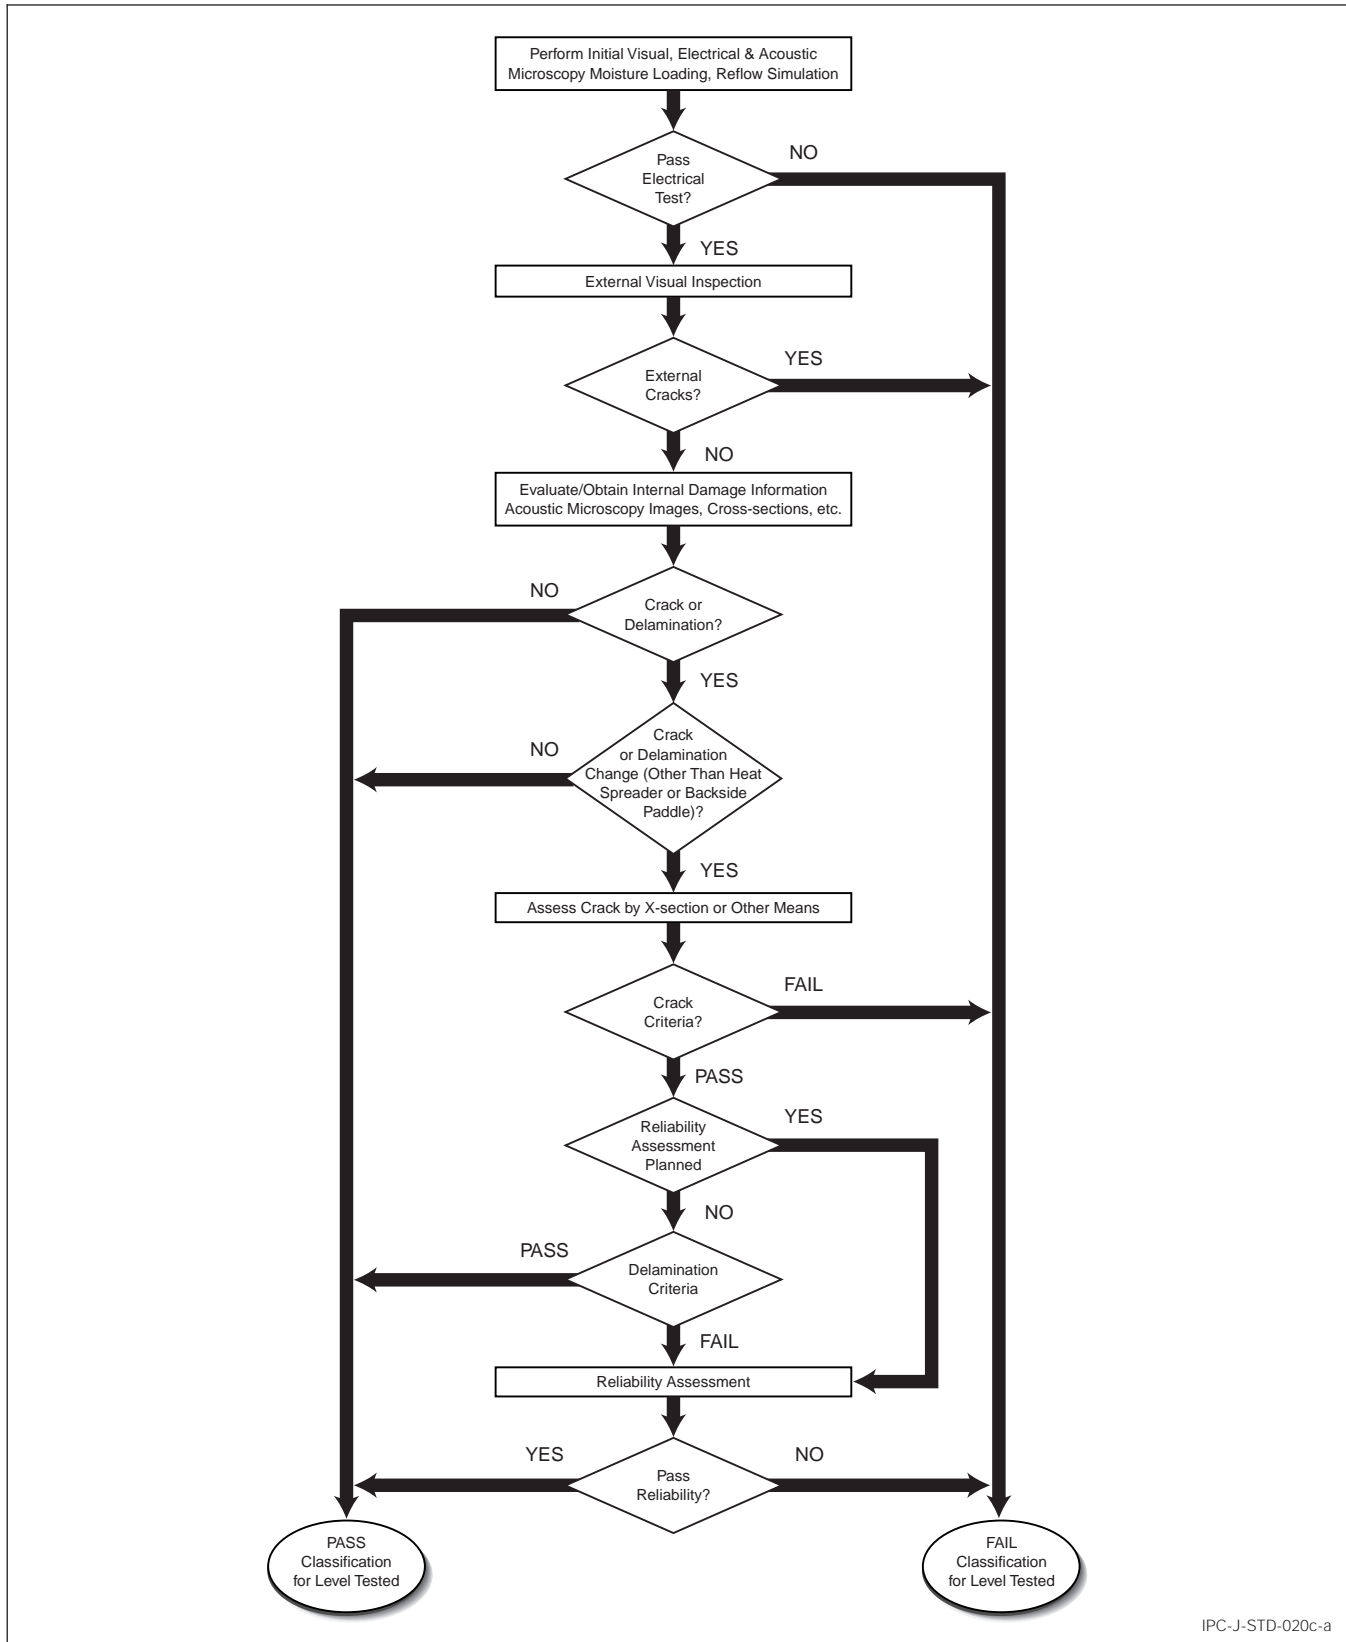 Perform Initial Visual, Electrical & Acoustic
Microscopy Moisture Loading, Reflow Simulation
Pass
Electrical
Test?
NO
YES
External Visual Inspection
External
Cracks?
YES
NO
Evaluate/Obtain Internal Damage Information
Acoustic Microscopy Images, Cross-sections, etc.
NO
Crack or
Delamination?
YES
NO
Crack
or Delamination
Change (Other Than Heat
Spreader or Backside
Paddle)?
YES
Assess Crack by X-section or Other Means
Crack
Criteria?
FAIL
PASS
Reliability
Assessment
Planned
YES
NO
PASS
Delamination
Criteria
FAIL
Reliability Assessment
YES
Pass
Reliability?
NO
PASS
Classification
for Level Tested
FAIL
Classification
for Level Tested
IPC-J-STD-020c-a